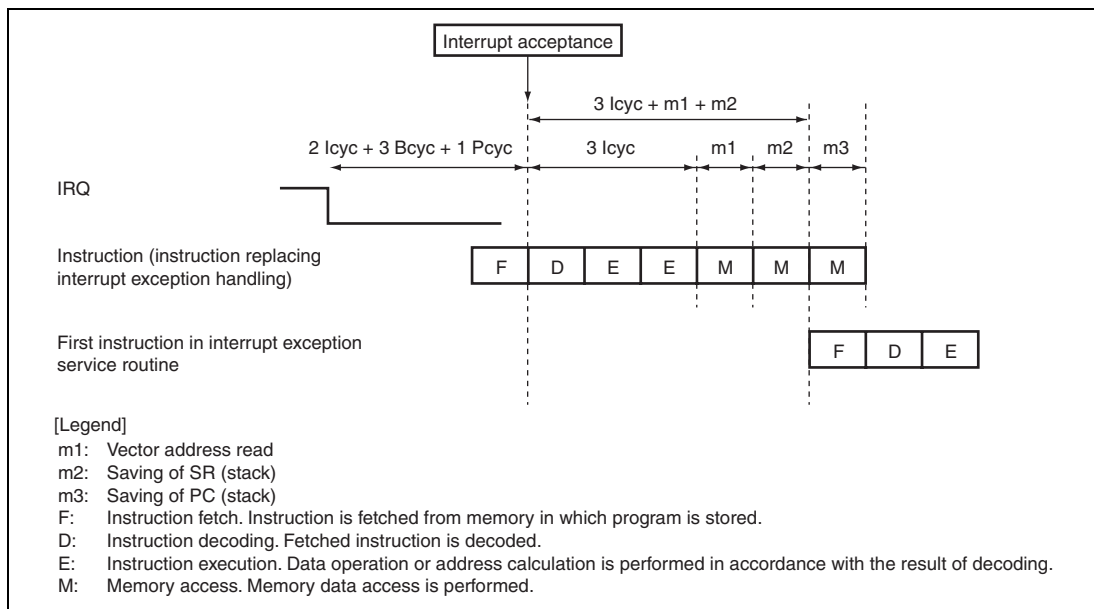 Interrupt acceptance
3 Icyc + m1 + m2
2 Icyc + 3 Bcyc + 1 Pcyc
3 Icyc
m1
m2
m3
IRQ
Instruction (instruction replacing
interrupt exception handling)
F D E E M M M
First instruction in interrupt exception
service routine
F D E
[Legend]
m1: Vector address read
m2: Saving of SR (stack)
m3: Saving of PC (stack)
F: Instruction fetch. Instruction is fetched from memory in which program is stored.
D: Instruction decoding. Fetched instruction is decoded.
E: Instruction execution. Data operation or address calculation is performed in accordance with the result of decoding.
M: Memory access. Memory data access is performed.